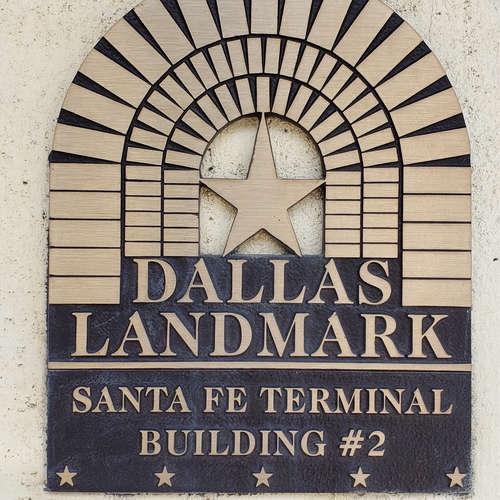 DALLAS
LANDMARK
SANTA FE TERMINAL
BUILDING #2